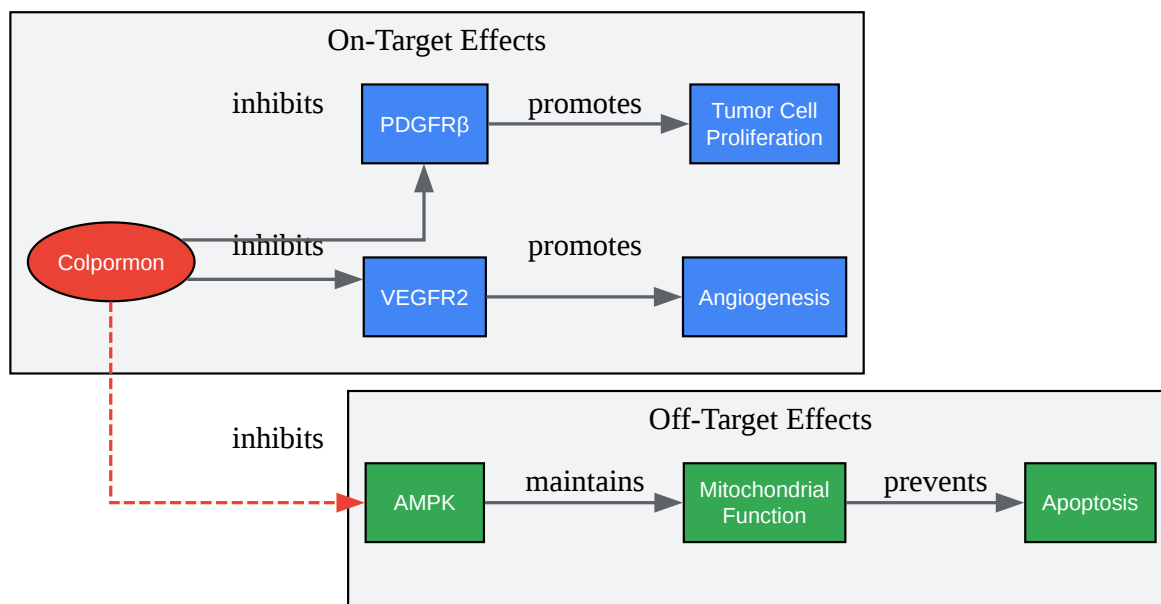 On-Target Effects
inhibits
PDGFRβ
promotes
Tumor Cell
Proliferation
Colpormon
inhibits
VEGFR2
promotes
Angiogenesis
Off-Target Effects
inhibits
AMPK
maintains
Mitochondrial
Function
prevents
Apoptosis